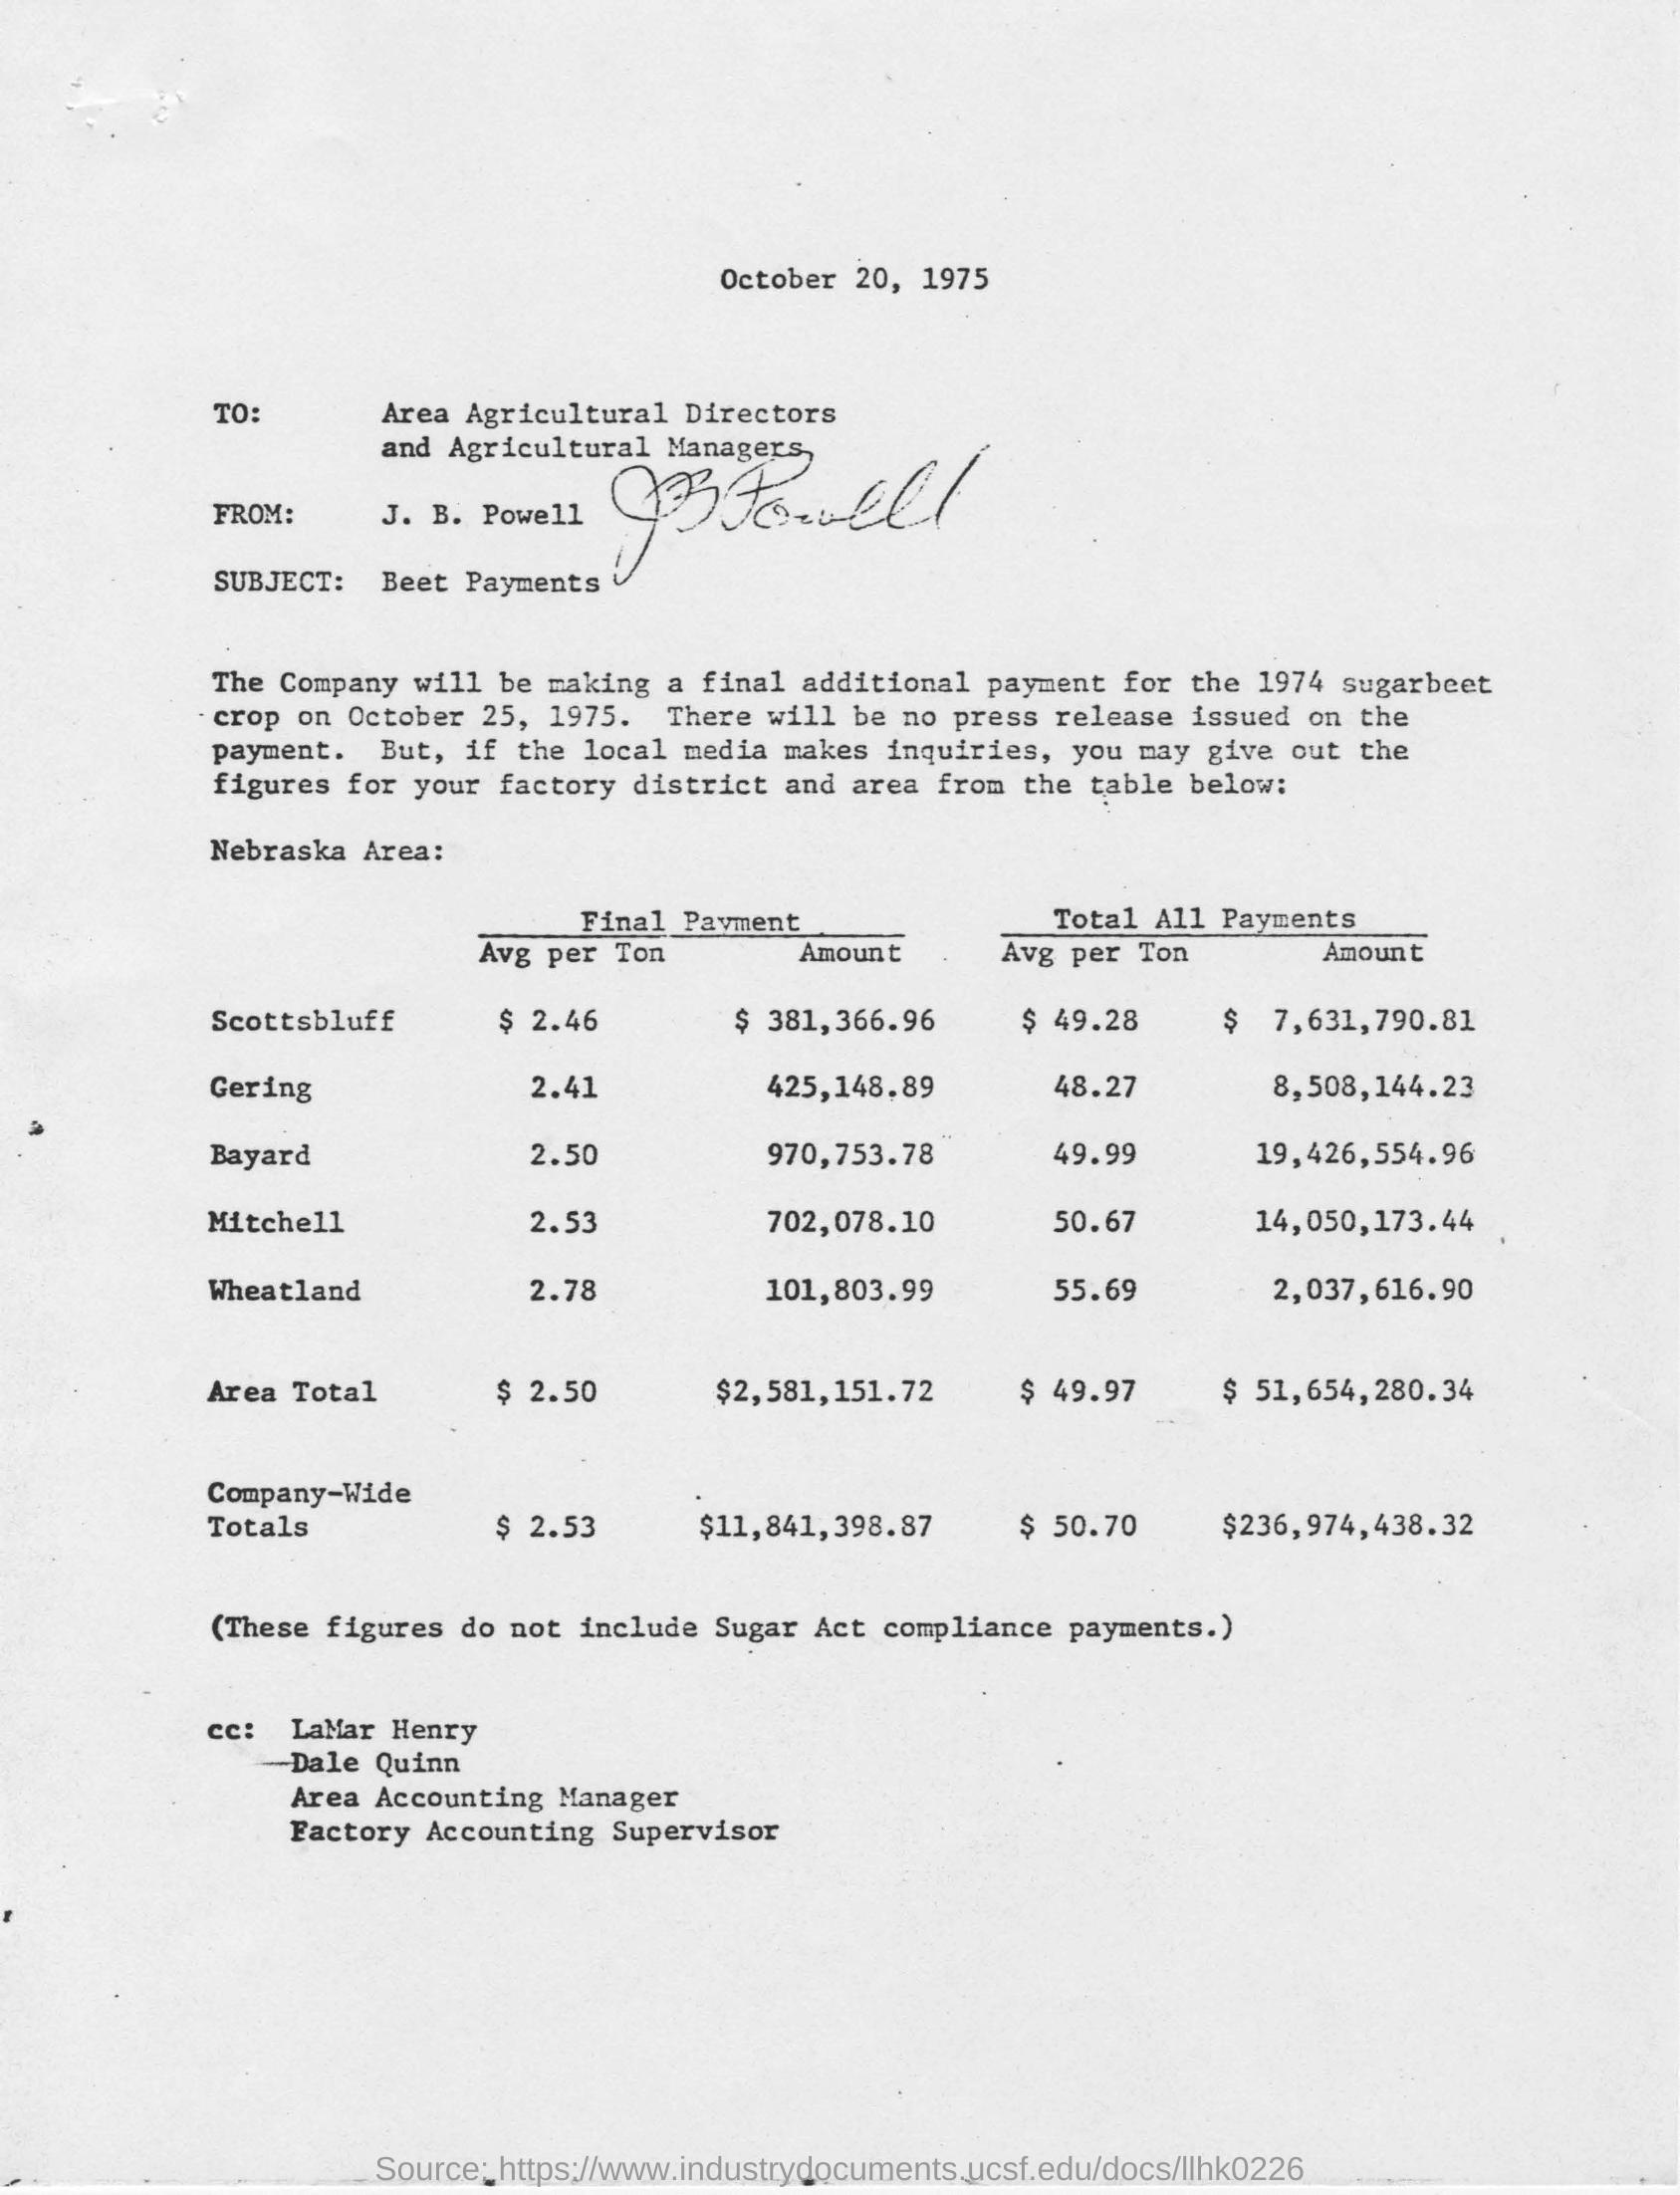 October 20, 1975
TO: Area Agricultural Directors
and Agricultural Managers
FROM: J. B. Powell JB Powell
SUBJECT: Beet Payments
The Company will be making a final additional payment for the 1974 sugarbeet
crop on October 25, 1975. There will be no press release issued on the
payment. But, if the local media makes inquiries, you may give out the
figures for your factory district and area from the table below:
Nebraska Area:
Final Payment Total All Payments
Avg per Ton Amount Avg per Ton Amount
Scottsbluff $ 2.46 $ 381,366.96 $ 49.28 $ 7,631,790.81
Gering 2.41 425,148.89 48.27 8,508,144.23
Bayard 2.50 970,753.78 49.99 19,426,554.96
Mitchell 2.53 702,078.10 50.67 14,050,173.44
Wheatland 2.78 101,803.99 55.69 2,037,616.90
Area Total $ 2.50 $2,581,151.72 $ 49.97 $ 51,654,280.34
Company-Wide
Totals $ 2.53 $11,841,398.87 $ 50.70 $236,974,438.32
(These figures do not include Sugar Act compliance payments.)
cc: LaMar Henry
Dale Quinn
Area Accounting Manager
Factory Accounting Supervisor
Source: https://www.industrydocuments.ucsf.edu/docs/llhk0226